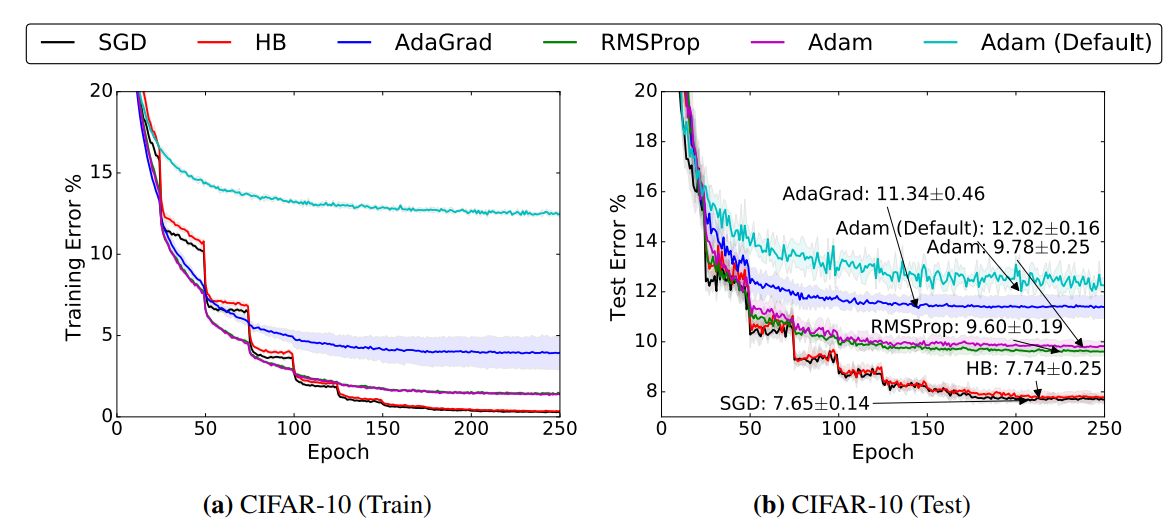 SGD HB AdaGrad RMSProp Adam Adam (Default)
Training Error %
20
15
10
5
0
0 50 100 150 200 250
Epoch
(a) CIFAR-10 (Train)
Test Error %
20
18
16
14
12
10
8
AdaGrad: 11.34±0.46
Adam (Default): 12.02±0.16
Adam: 9.78±0.25
RMSProp: 9.60±0.19
HB: 7.74±0.25
SGD: 7.65±0.14
0 50 100 150 200 250
Epoch
(b) CIFAR-10 (Test)